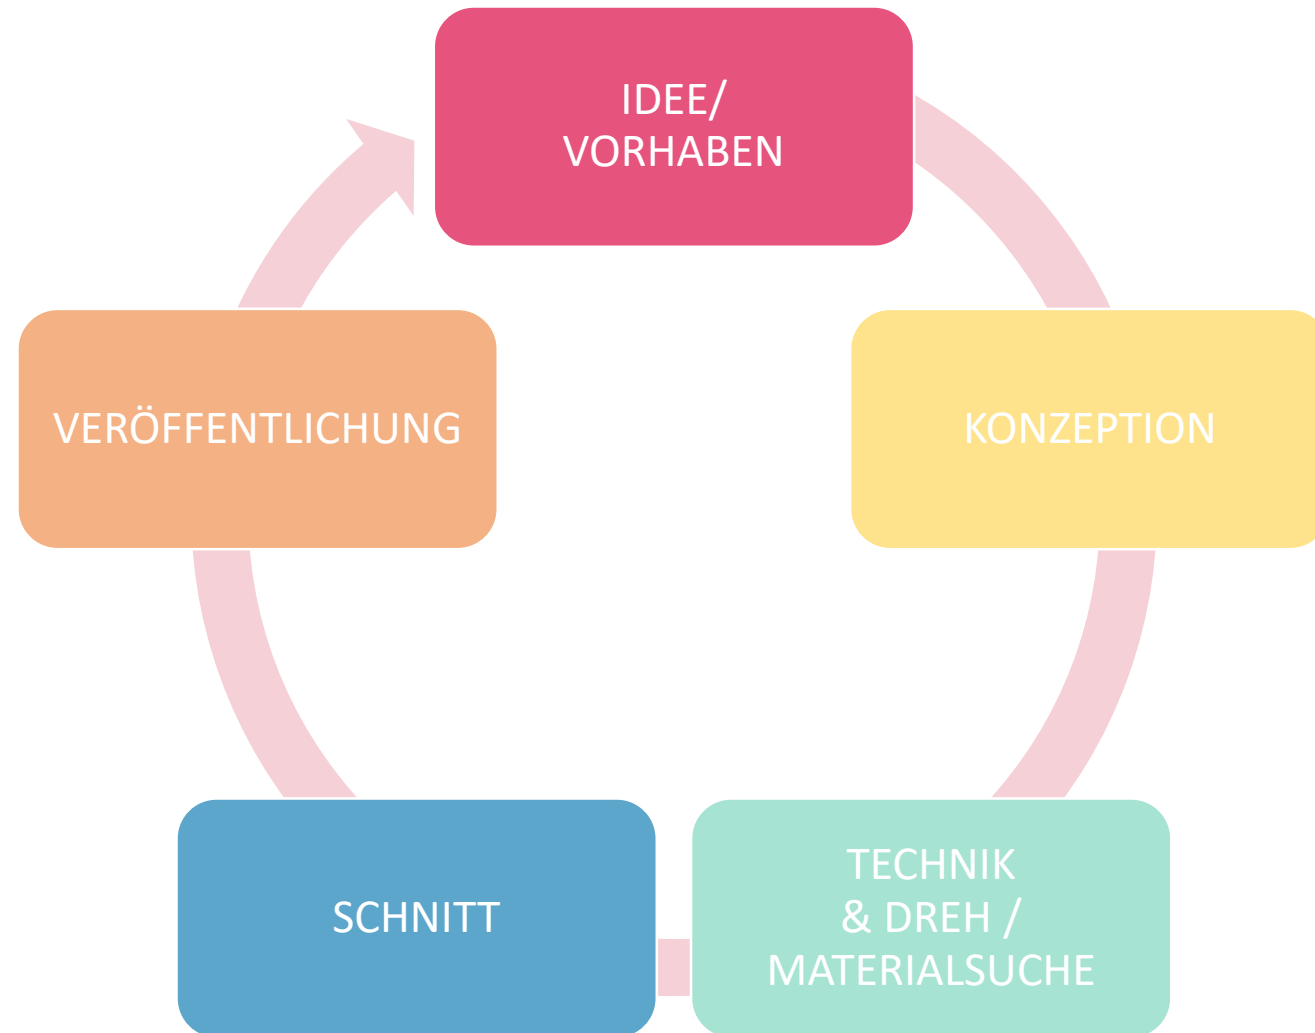 IDEE/
VORHABEN
KONZEPTION
TECHNIK
& DREH /
MATERIALSUCHE
SCHNITT
VERÖFFENTLICHUNG